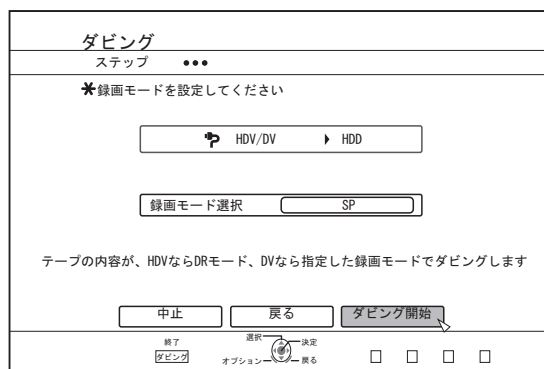 ダビング
ステップ
録画モードを設定してください
HDV/DV HDD
録画モード選択 SP
テープの内容が、HDVならDRモード、DVなら指定した録画モードでダビングします
中止 戻る ダビング開始
終了
ダビング
選択
決定
オプション
戻る